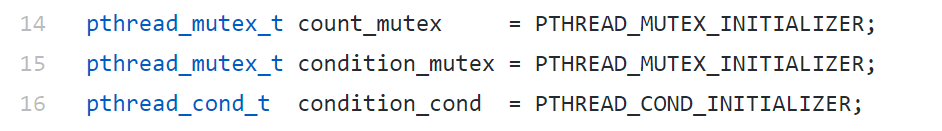 14 pthread_mutex_t count_mutex     = PTHREAD_MUTEX_INITIALIZER;
15 pthread_mutex_t condition_mutex = PTHREAD_MUTEX_INITIALIZER;
16 pthread_cond_t  condition_cond  = PTHREAD_COND_INITIALIZER;